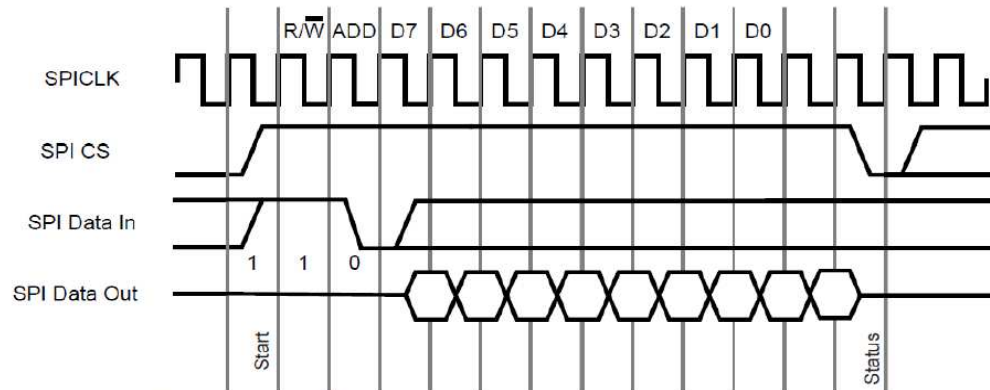 R/W̅ ADD D7 D6 D5 D4 D3 D2 D1 D0
SPICLK
SPI CS
SPI Data In
1 1 0
SPI Data Out
Start
Status